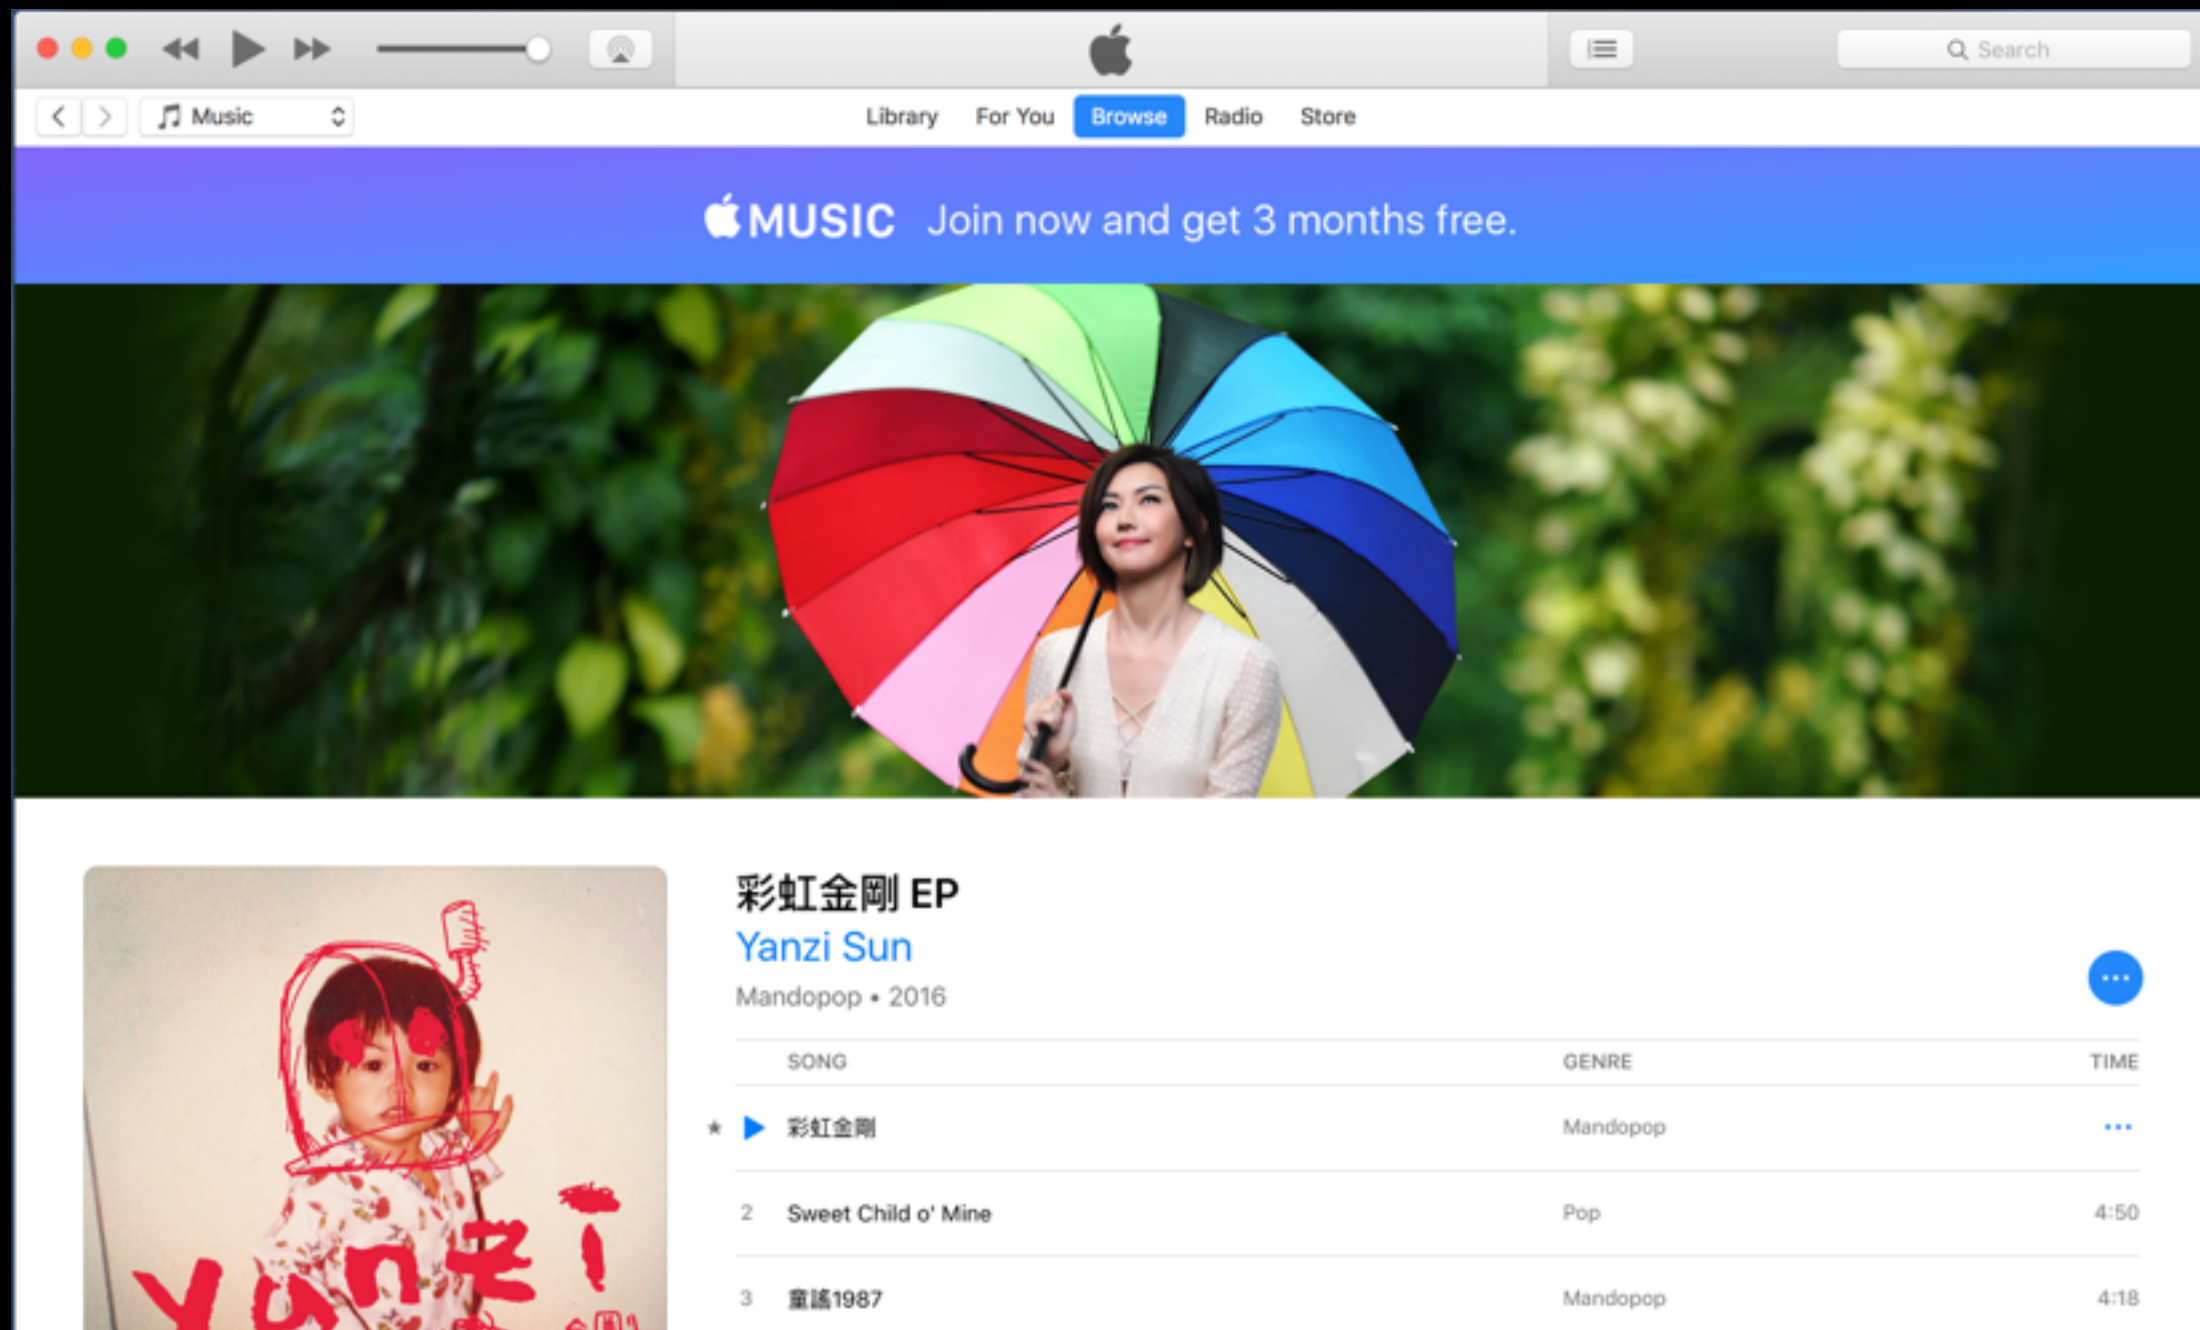 Search
Music
Library For You Browse Radio Store
MUSIC Join now and get 3 months free.
彩虹金剛 EP
Yanzi Sun
Mandopop • 2016
SONG GENRE TIME
★ 彩虹金剛 Mandopop ...
2 Sweet Child o' Mine Pop 4:50
3 童謠1987 Mandopop 4:18
yanzi